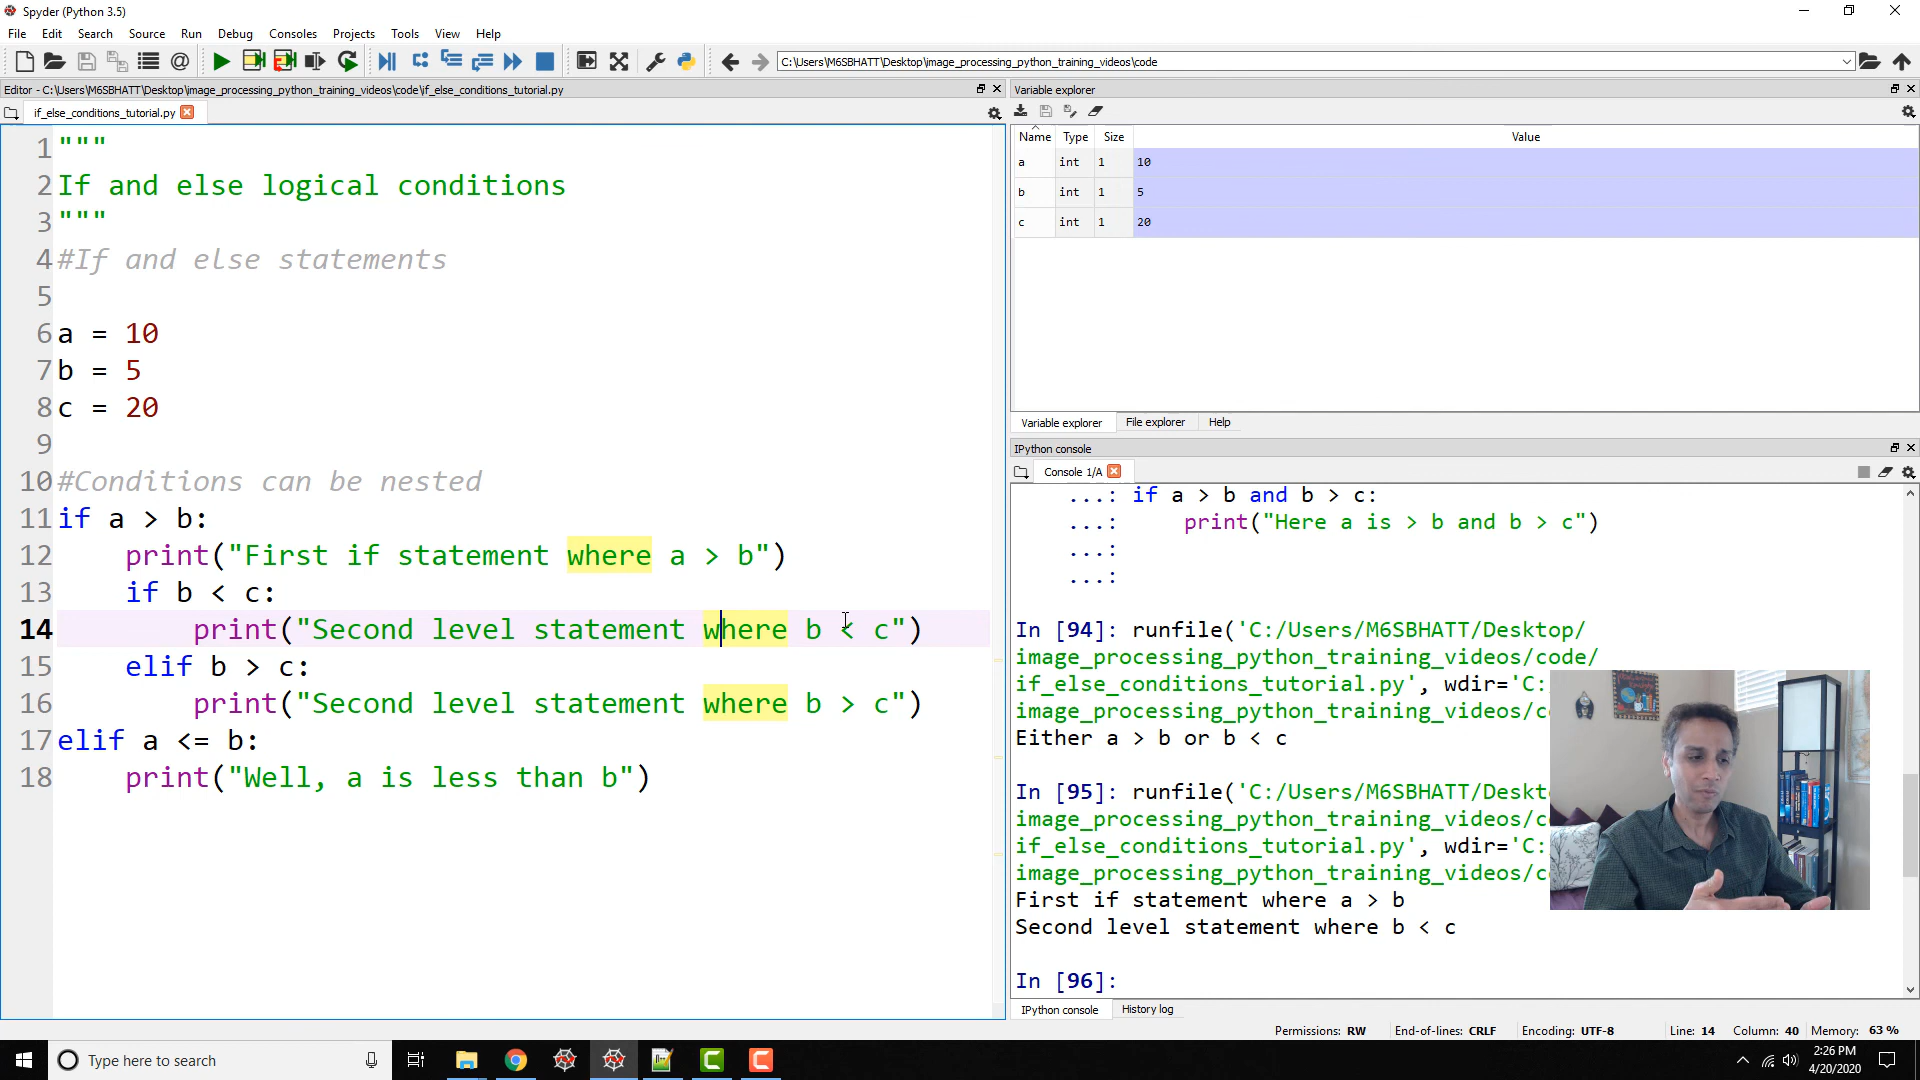 Spyder (Python 3.5)
File Edit Search Source Run Debug Consoles Projects Tools View Help
C:\Users\M6SBHATT\Desktop\image_processing_python_training_videos\code
Editor - C:\Users\M6SBHATT\Desktop\image_processing_python_training_videos\code\if_else_conditions_tutorial.py
if_else_conditions_tutorial.py
1 """
2 If and else logical conditions
3 """
4 #If and else statements
5
6 a = 10
7 b = 5
8 c = 20
9
10 #Conditions can be nested
11 if a > b:
12     print("First if statement where a > b")
13     if b < c:
14         print("Second level statement where b < c")
15     elif b > c:
16         print("Second level statement where b > c")
17 elif a <= b:
18     print("Well, a is less than b")
Variable explorer
Name Type Size Value
a int 1 10
b int 1 5
c int 1 20
Variable explorer File explorer Help
IPython console
Console 1/A
...: if a > b and b > c:
...:     print("Here a is > b and b > c")
...:
...:
In [94]: runfile('C:/Users/M6SBHATT/Desktop/
image_processing_python_training_videos/code/
if_else_conditions_tutorial.py', wdir='C:
image_processing_python_training_videos/c
Either a > b or b < c
In [95]: runfile('C:/Users/M6SBHATT/Deskt
image_processing_python_training_videos/c
if_else_conditions_tutorial.py', wdir='C:
image_processing_python_training_videos/c
First if statement where a > b
Second level statement where b < c
In [96]:
IPython console History log
Permissions: RW End-of-lines: CRLF Encoding: UTF-8 Line: 14 Column: 40 Memory: 63 %
Type here to search
2:26 PM
4/20/2020